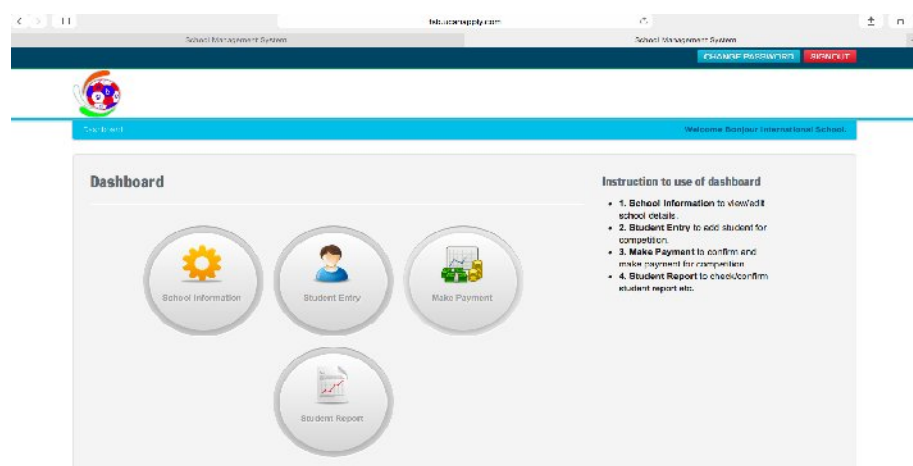 School Management System
School Management System
CHANGE PASSWORD
SIGNOUT
Dashboard
Welcome Bonjour International School.
Dashboard
School Information
Student Entry
Make Payment
Student Report
Instruction to use of dashboard
1. School Information to view/edit
school details.
2. Student Entry to add student for
competition.
3. Make Payment to confirm and
make payment for competition
4. Student Report to check/confirm
student report etc.